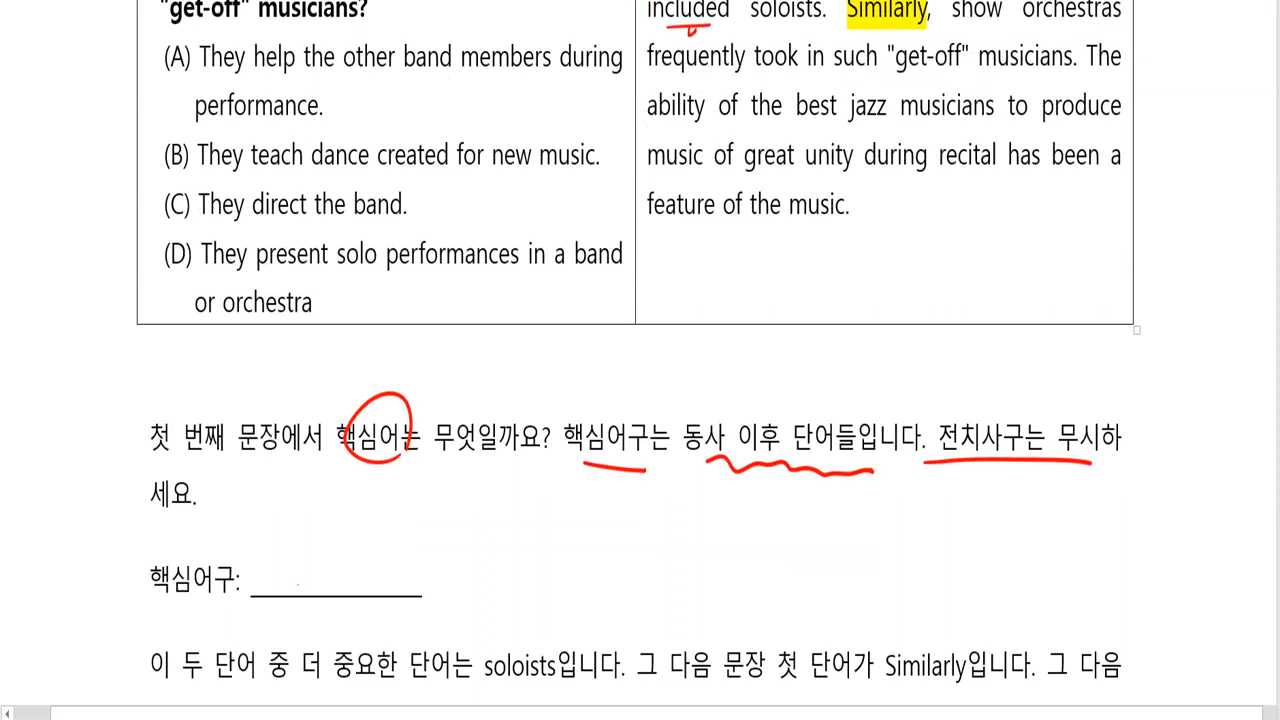 "get-off" musicians?
(A) They help the other band members during
performance.
(B) They teach dance created for new music.
(C) They direct the band.
(D) They present solo performances in a band
or orchestra
included soloists. Similarly, show orchestras
frequently took in such "get-off" musicians. The
ability of the best jazz musicians to produce
music of great unity during recital has been a
feature of the music.
첫 번째 문장에서 핵심어는 무엇일까요? 핵심어구는 동사 이후 단어들입니다. 전치사구는 무시하
세요.
핵심어구:
이 두 단어 중 더 중요한 단어는 soloists입니다. 그 다음 문장 첫 단어가 Similarly입니다. 그 다음